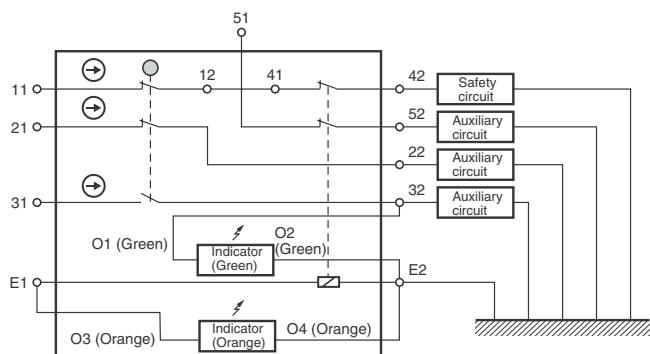 51
11
12
41
42
Safety
circuit
21
52
Auxiliary
circuit
22
Auxiliary
circuit
31
32
Auxiliary
circuit
O1 (Green)
Indicator
(Green)
O2
(Green)
E1
E2
O3 (Orange)
Indicator
(Orange)
O4 (Orange)